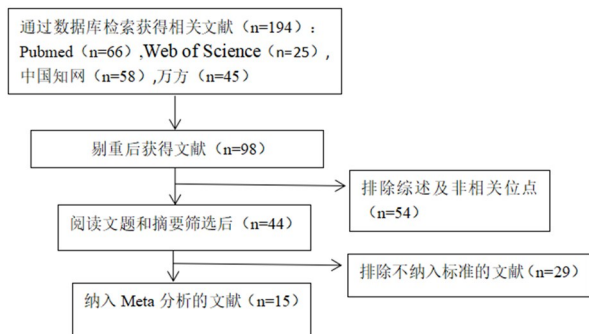 通过数据库检索获得相关文献（n=194）：
Pubmed（n=66）,Web of Science（n=25）,
中国知网（n=58）,万方（n=45）
剔重后获得文献（n=98）
排除综述及非相关位点
（n=54）
阅读文题和摘要筛选后（n=44）
排除不纳入标准的文献（n=29）
纳入 Meta 分析的文献（n=15）